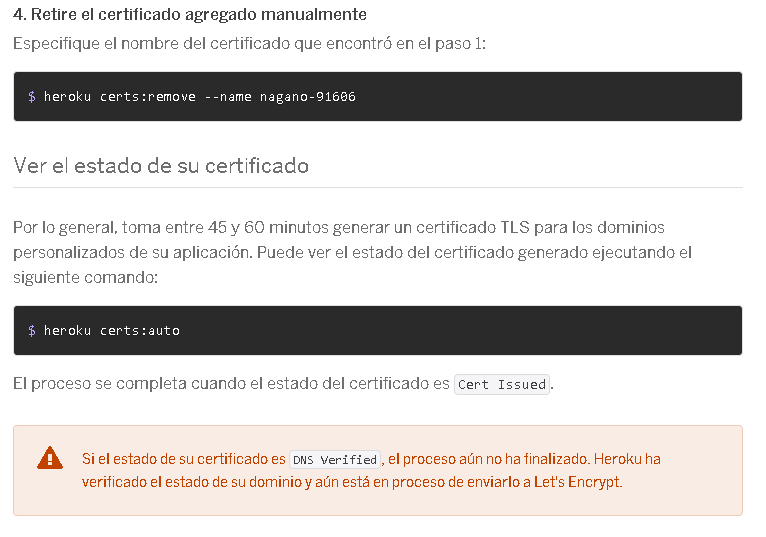 4. Retire el certificado agregado manualmente
Especifique el nombre del certificado que encontró en el paso 1:
$ heroku certs:remove --name nagano-91606
Ver el estado de su certificado
Por lo general, toma entre 45 y 60 minutos generar un certificado TLS para los dominios
personalizados de su aplicación. Puede ver el estado del certificado generado ejecutando el
siguiente comando:
$ heroku certs:auto
El proceso se completa cuando el estado del certificado es Cert Issued.
Si el estado de su certificado es DNS Verified, el proceso aún no ha finalizado. Heroku ha
verificado el estado de su dominio y aún está en proceso de enviarlo a Let's Encrypt.